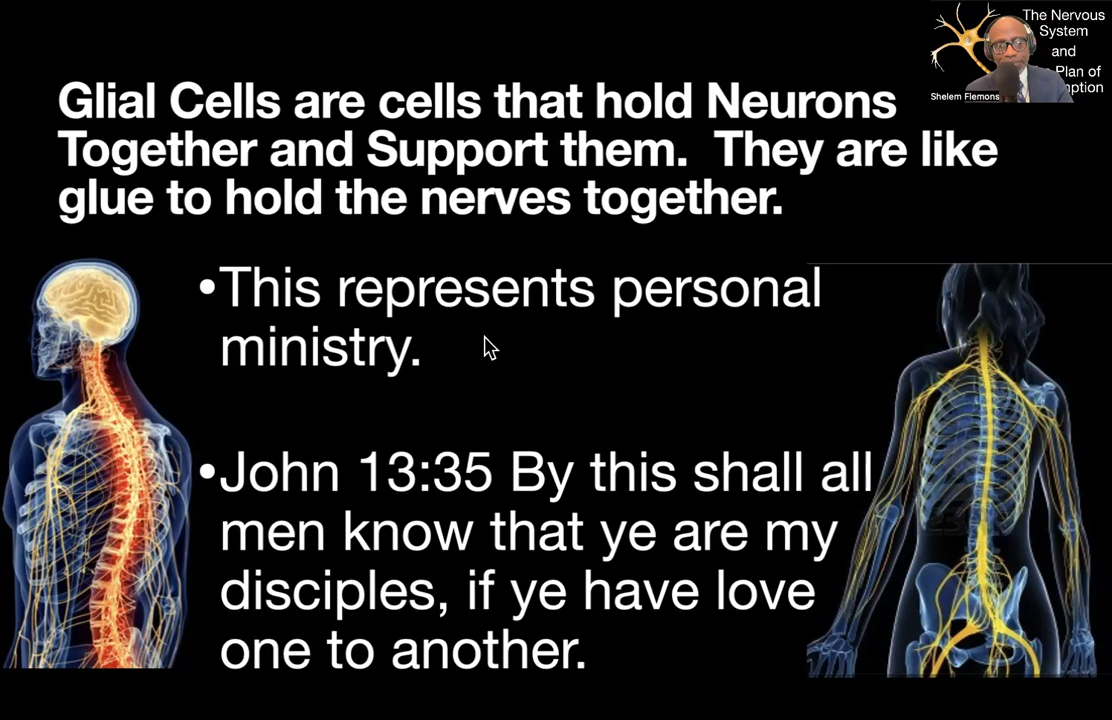 The Nervous
System
and
Plan of
Shelem Flemons
Glial Cells are cells that hold Neurons
Together and Support them. They are like
glue to hold the nerves together.
•This represents personal
ministry.
•John 13:35 By this shall all
men know that ye are my
disciples, if ye have love
one to another.